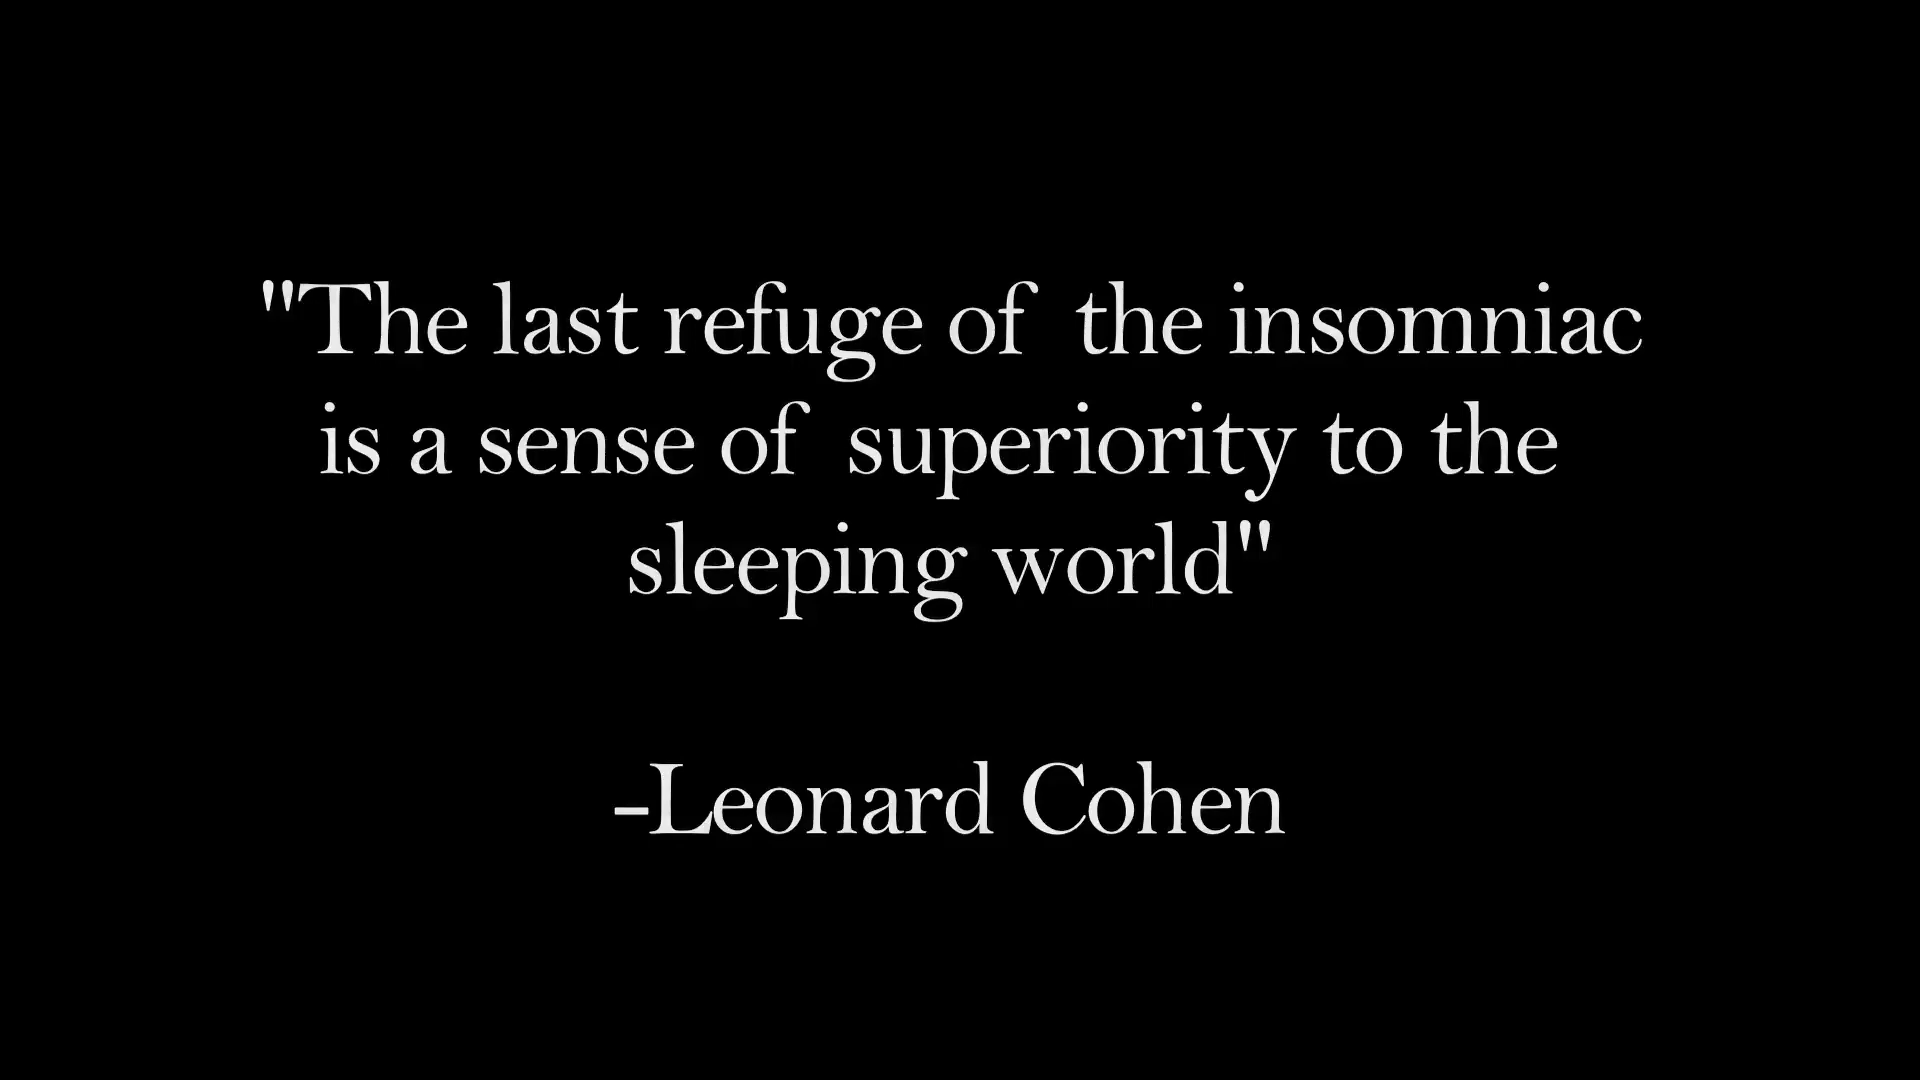 "The last refuge of the insomniac
is a sense of superiority to the
sleeping world"
-Leonard Cohen